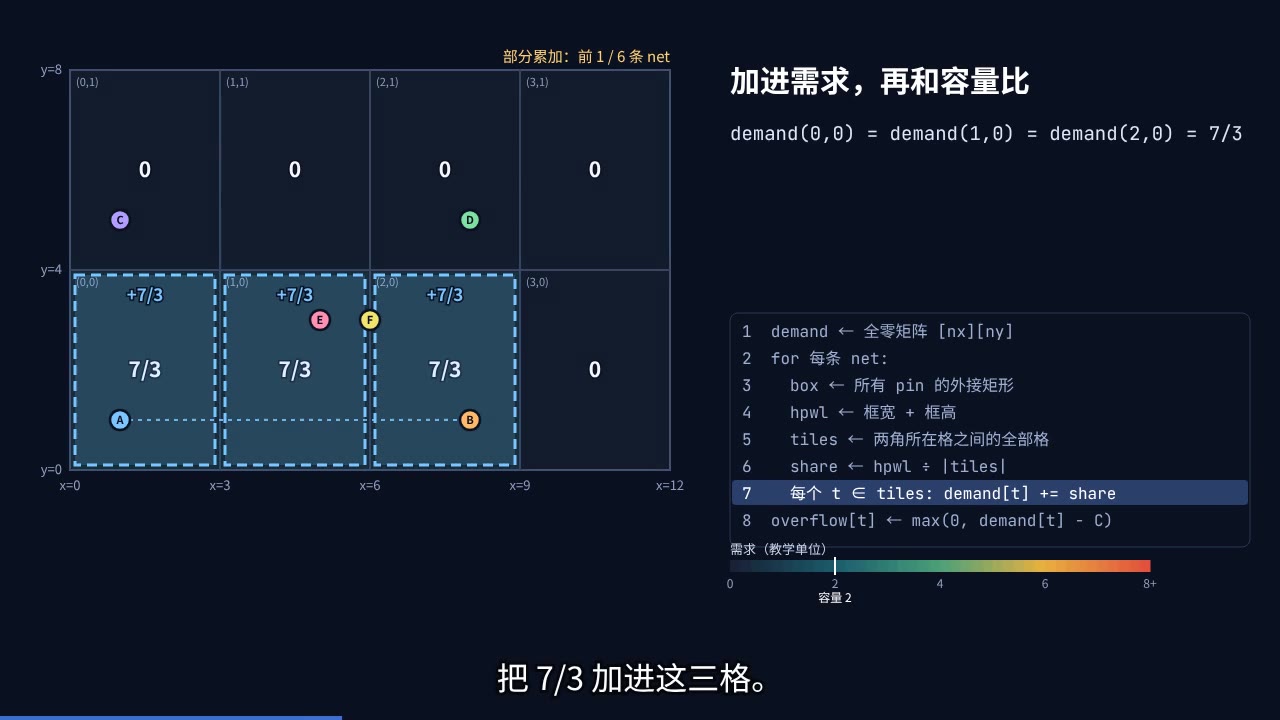 部分累加：前 1 / 6 条 net
y=8
(0,1)
(1,1)
(2,1)
(3,1)
0
0
0
0
C
D
y=4
(0,0)
(1,0)
(2,0)
(3,0)
+7/3
+7/3
+7/3
E
F
7/3
7/3
7/3
0
A
B
y=0
x=0
x=3
x=6
x=9
x=12
加进需求，再和容量比
demand(0,0) = demand(1,0) = demand(2,0) = 7/3
1 demand ← 全零矩阵 [nx][ny]
2 for 每条 net:
3 box ← 所有 pin 的外接矩形
4 hpwl ← 框宽 + 框高
5 tiles ← 两角所在格之间的全部格
6 share ← hpwl ÷ |tiles|
7 每个 t ∈ tiles: demand[t] += share
8 overflow[t] ← max(0, demand[t] - C)
需求（教学单位）
0
2
4
6
8+
容量 2
把 7/3 加进这三格。